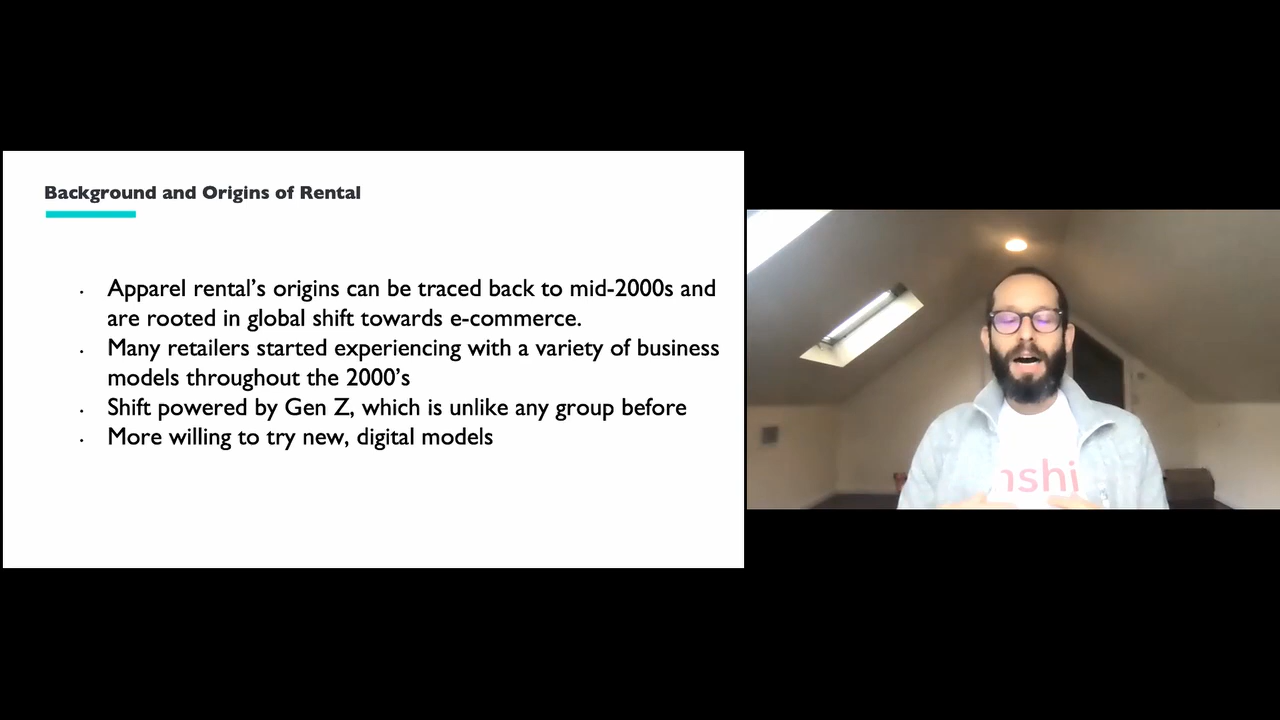 Background and Origins of Rental
Apparel rental's origins can be traced back to mid-2000s and
are rooted in global shift towards e-commerce.
Many retailers started experiencing with a variety of business
models throughout the 2000's
Shift powered by Gen Z, which is unlike any group before
More willing to try new, digital models
nshi